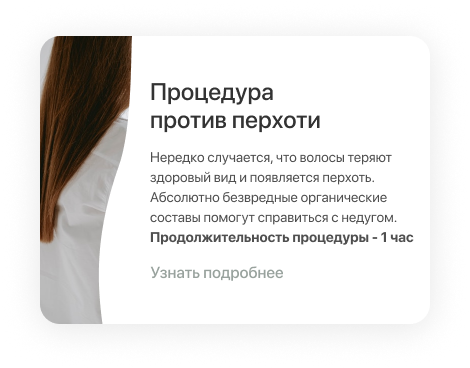 Процедура
против перхоти
Нередко случается, что волосы теряют
здоровый вид и появляется перхоть.
Абсолютно безвредные органические
составы помогут справиться с недугом.
Продолжительность процедуры - 1 час
Узнать подробнее